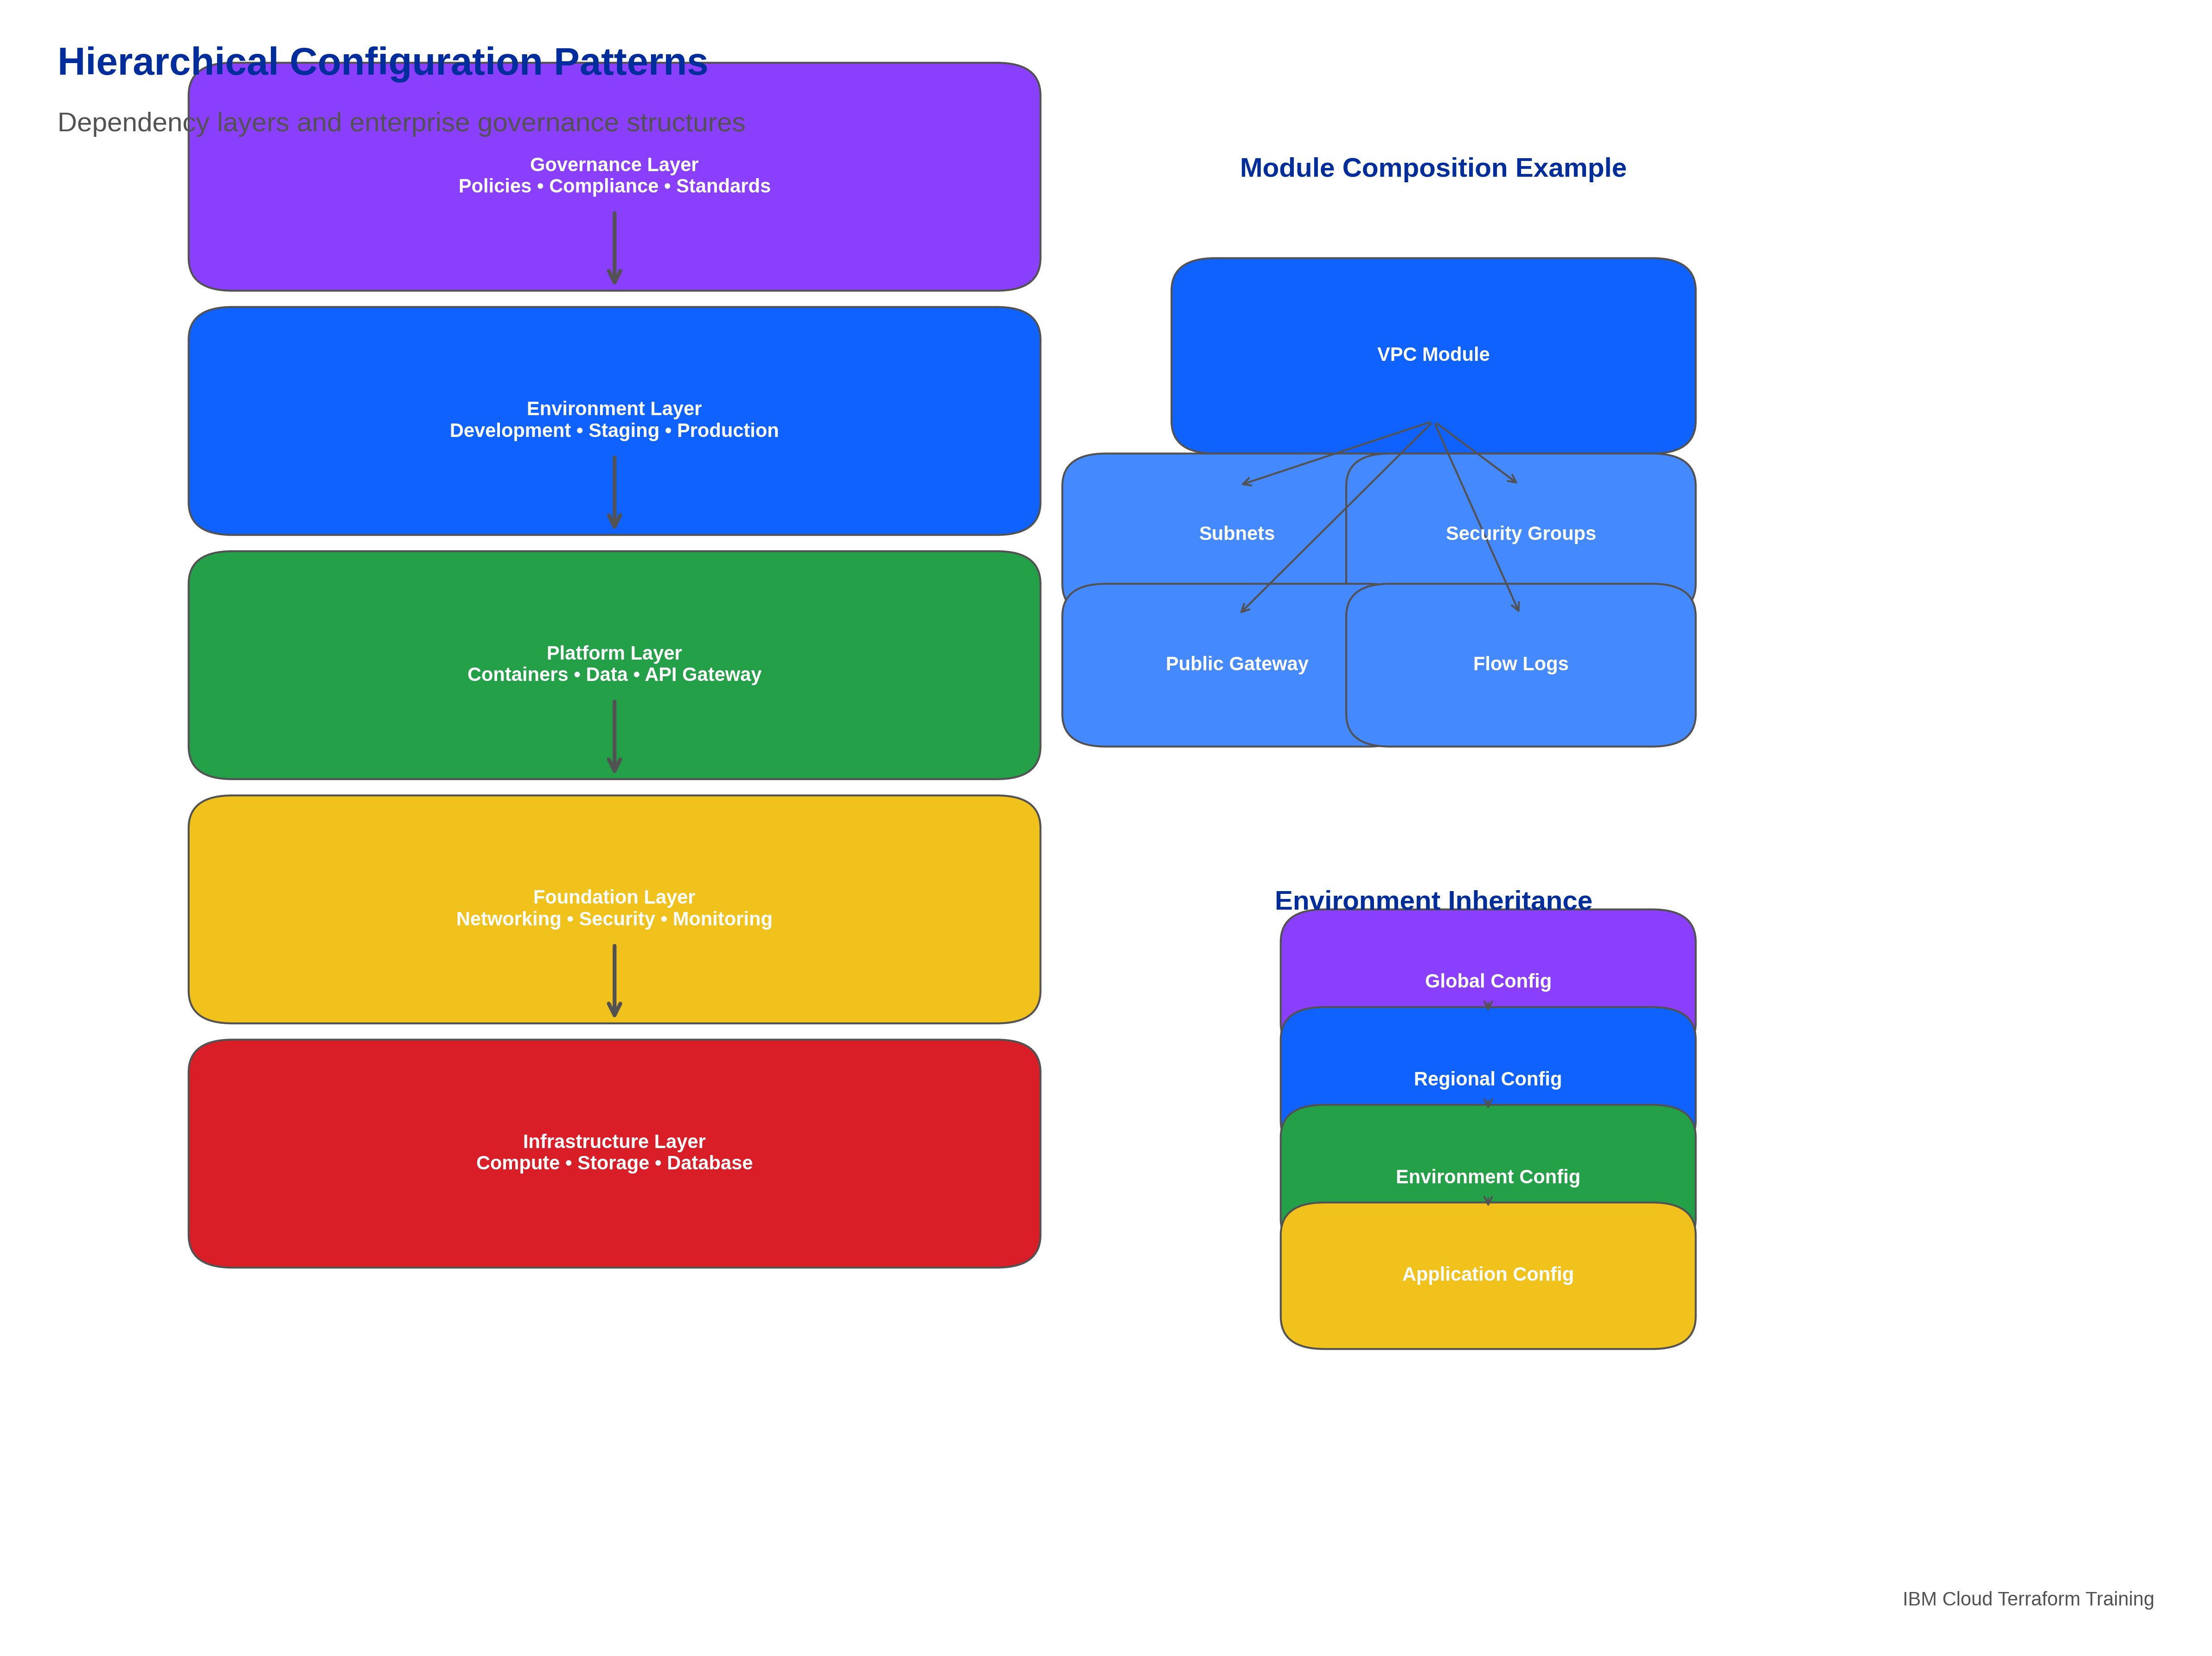 Hierarchical Configuration Patterns
Dependency layers and enterprise governance structures
Governance Layer
Policies • Compliance • Standards
Environment Layer
Development • Staging • Production
Platform Layer
Containers • Data • API Gateway
Foundation Layer
Networking • Security • Monitoring
Infrastructure Layer
Compute • Storage • Database
Module Composition Example
VPC Module
Subnets
Security Groups
Public Gateway
Flow Logs
Environment Inheritance
Global Config
Regional Config
Environment Config
Application Config
IBM Cloud Terraform Training